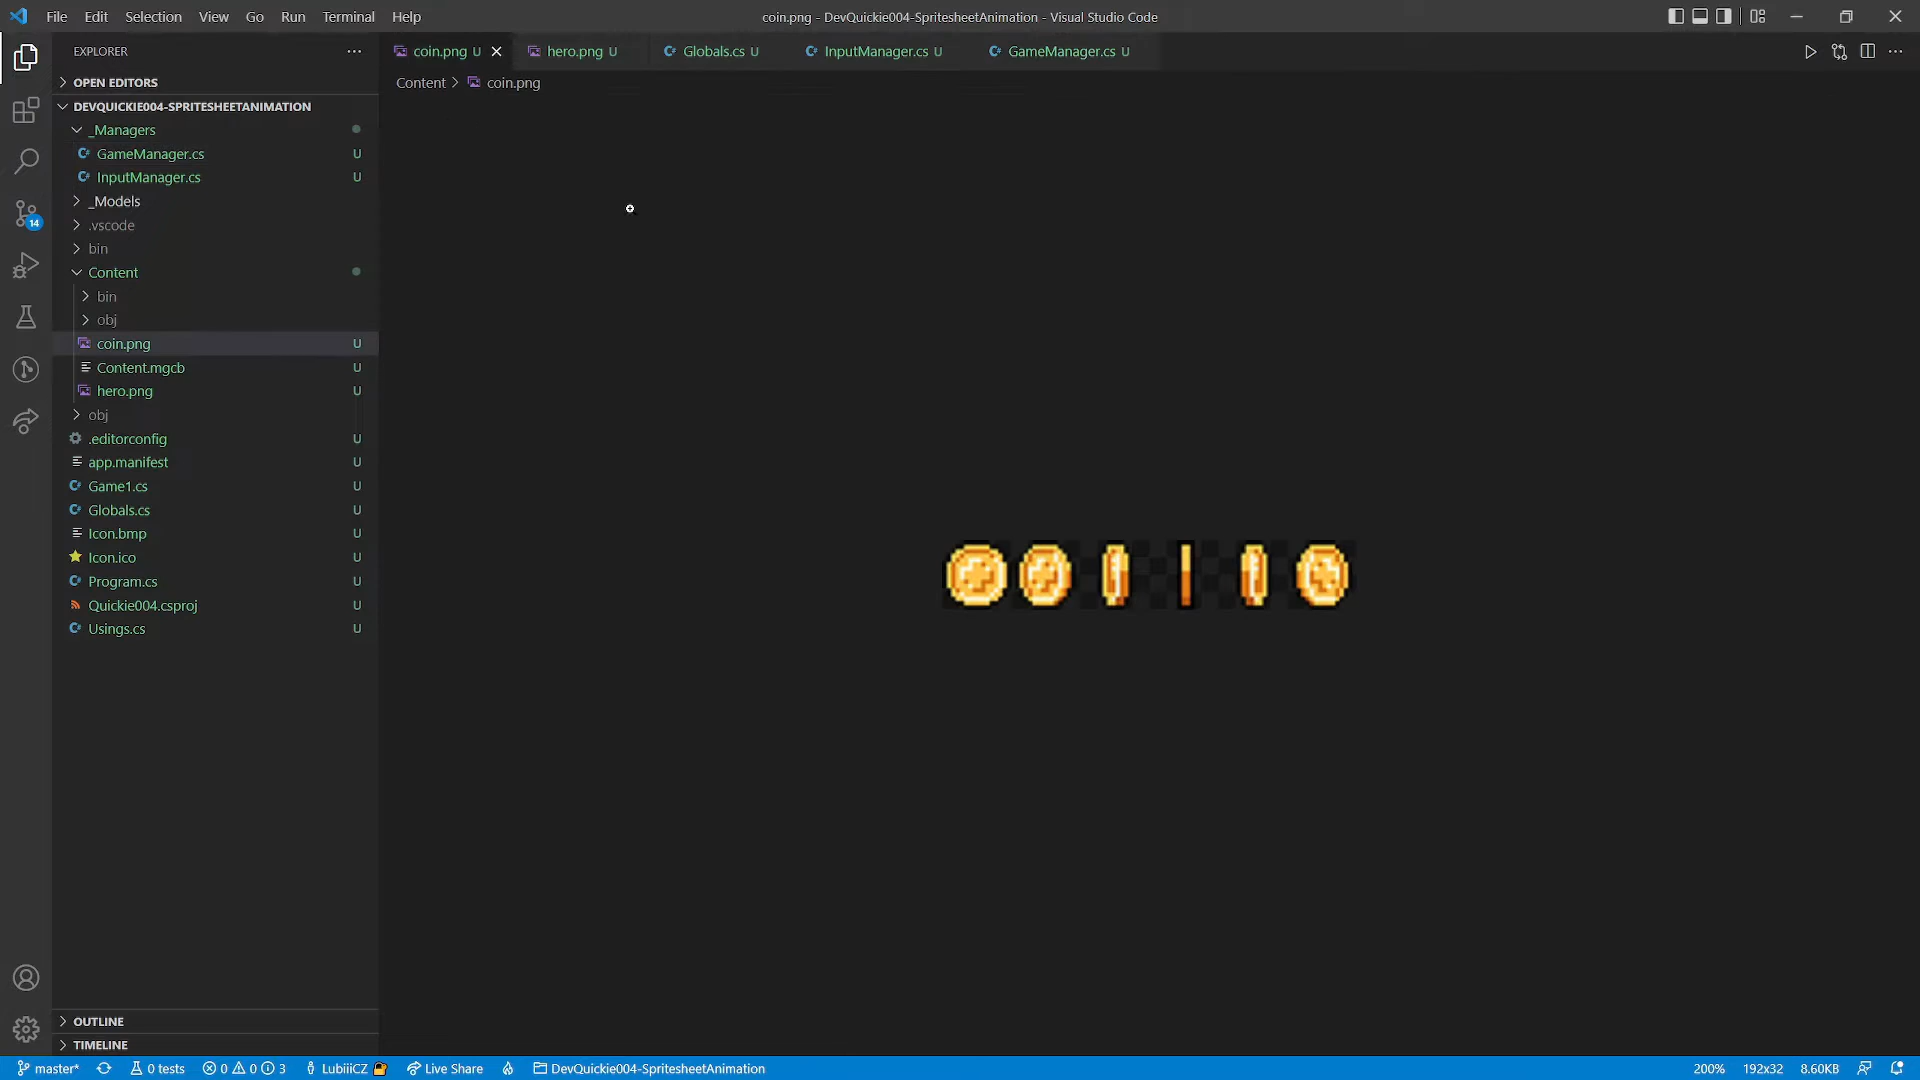 File Edit Selection View Go Run Terminal Help
coin.png - DevQuickie004-SpritesheetAnimation - Visual Studio Code
EXPLORER
coin.png U
hero.png U
Globals.cs U
InputManager.cs U
GameManager.cs U
OPEN EDITORS
Content > coin.png
DEVQUICKIE004-SPRITESHEETANIMATION
_Managers
GameManager.cs U
InputManager.cs U
_Models
.vscode
bin
Content
bin
obj
coin.png U
Content.mgcb U
hero.png U
obj
.editorconfig U
app.manifest U
Game1.cs U
Globals.cs U
Icon.bmp U
Icon.ico U
Program.cs U
Quickie004.csproj U
Usings.cs U
14
OUTLINE
TIMELINE
master* 0 tests 0 0 3 LubiiiCZ Live Share DevQuickie004-SpritesheetAnimation 200% 192x32 8.60KB